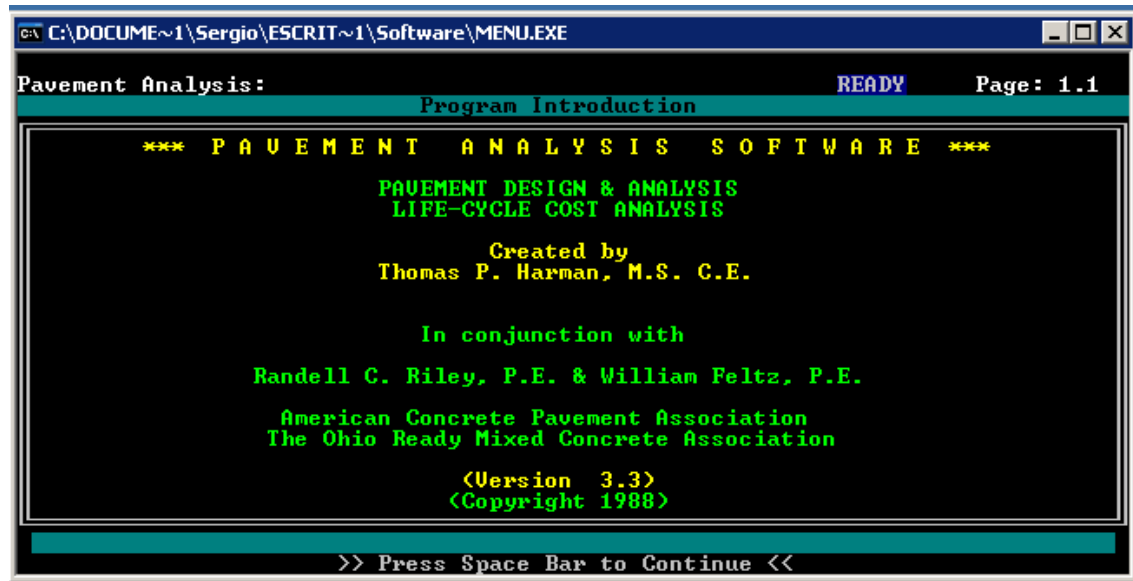 C:\DOCUME~1\Sergio\ESCRIT~1\Software\MENU.EXE
Pavement Analysis: READY Page: 1.1
Program Introduction
*** P A V E M E N T A N A L Y S I S S O F T W A R E ***
PAVEMENT DESIGN & ANALYSIS
LIFE-CYCLE COST ANALYSIS
Created by
Thomas P. Harman, M.S. C.E.
In conjunction with
Randell C. Riley, P.E. & William Feltz, P.E.
American Concrete Pavement Association
The Ohio Ready Mixed Concrete Association
(Version 3.3)
(Copyright 1988)
>> Press Space Bar to Continue <<